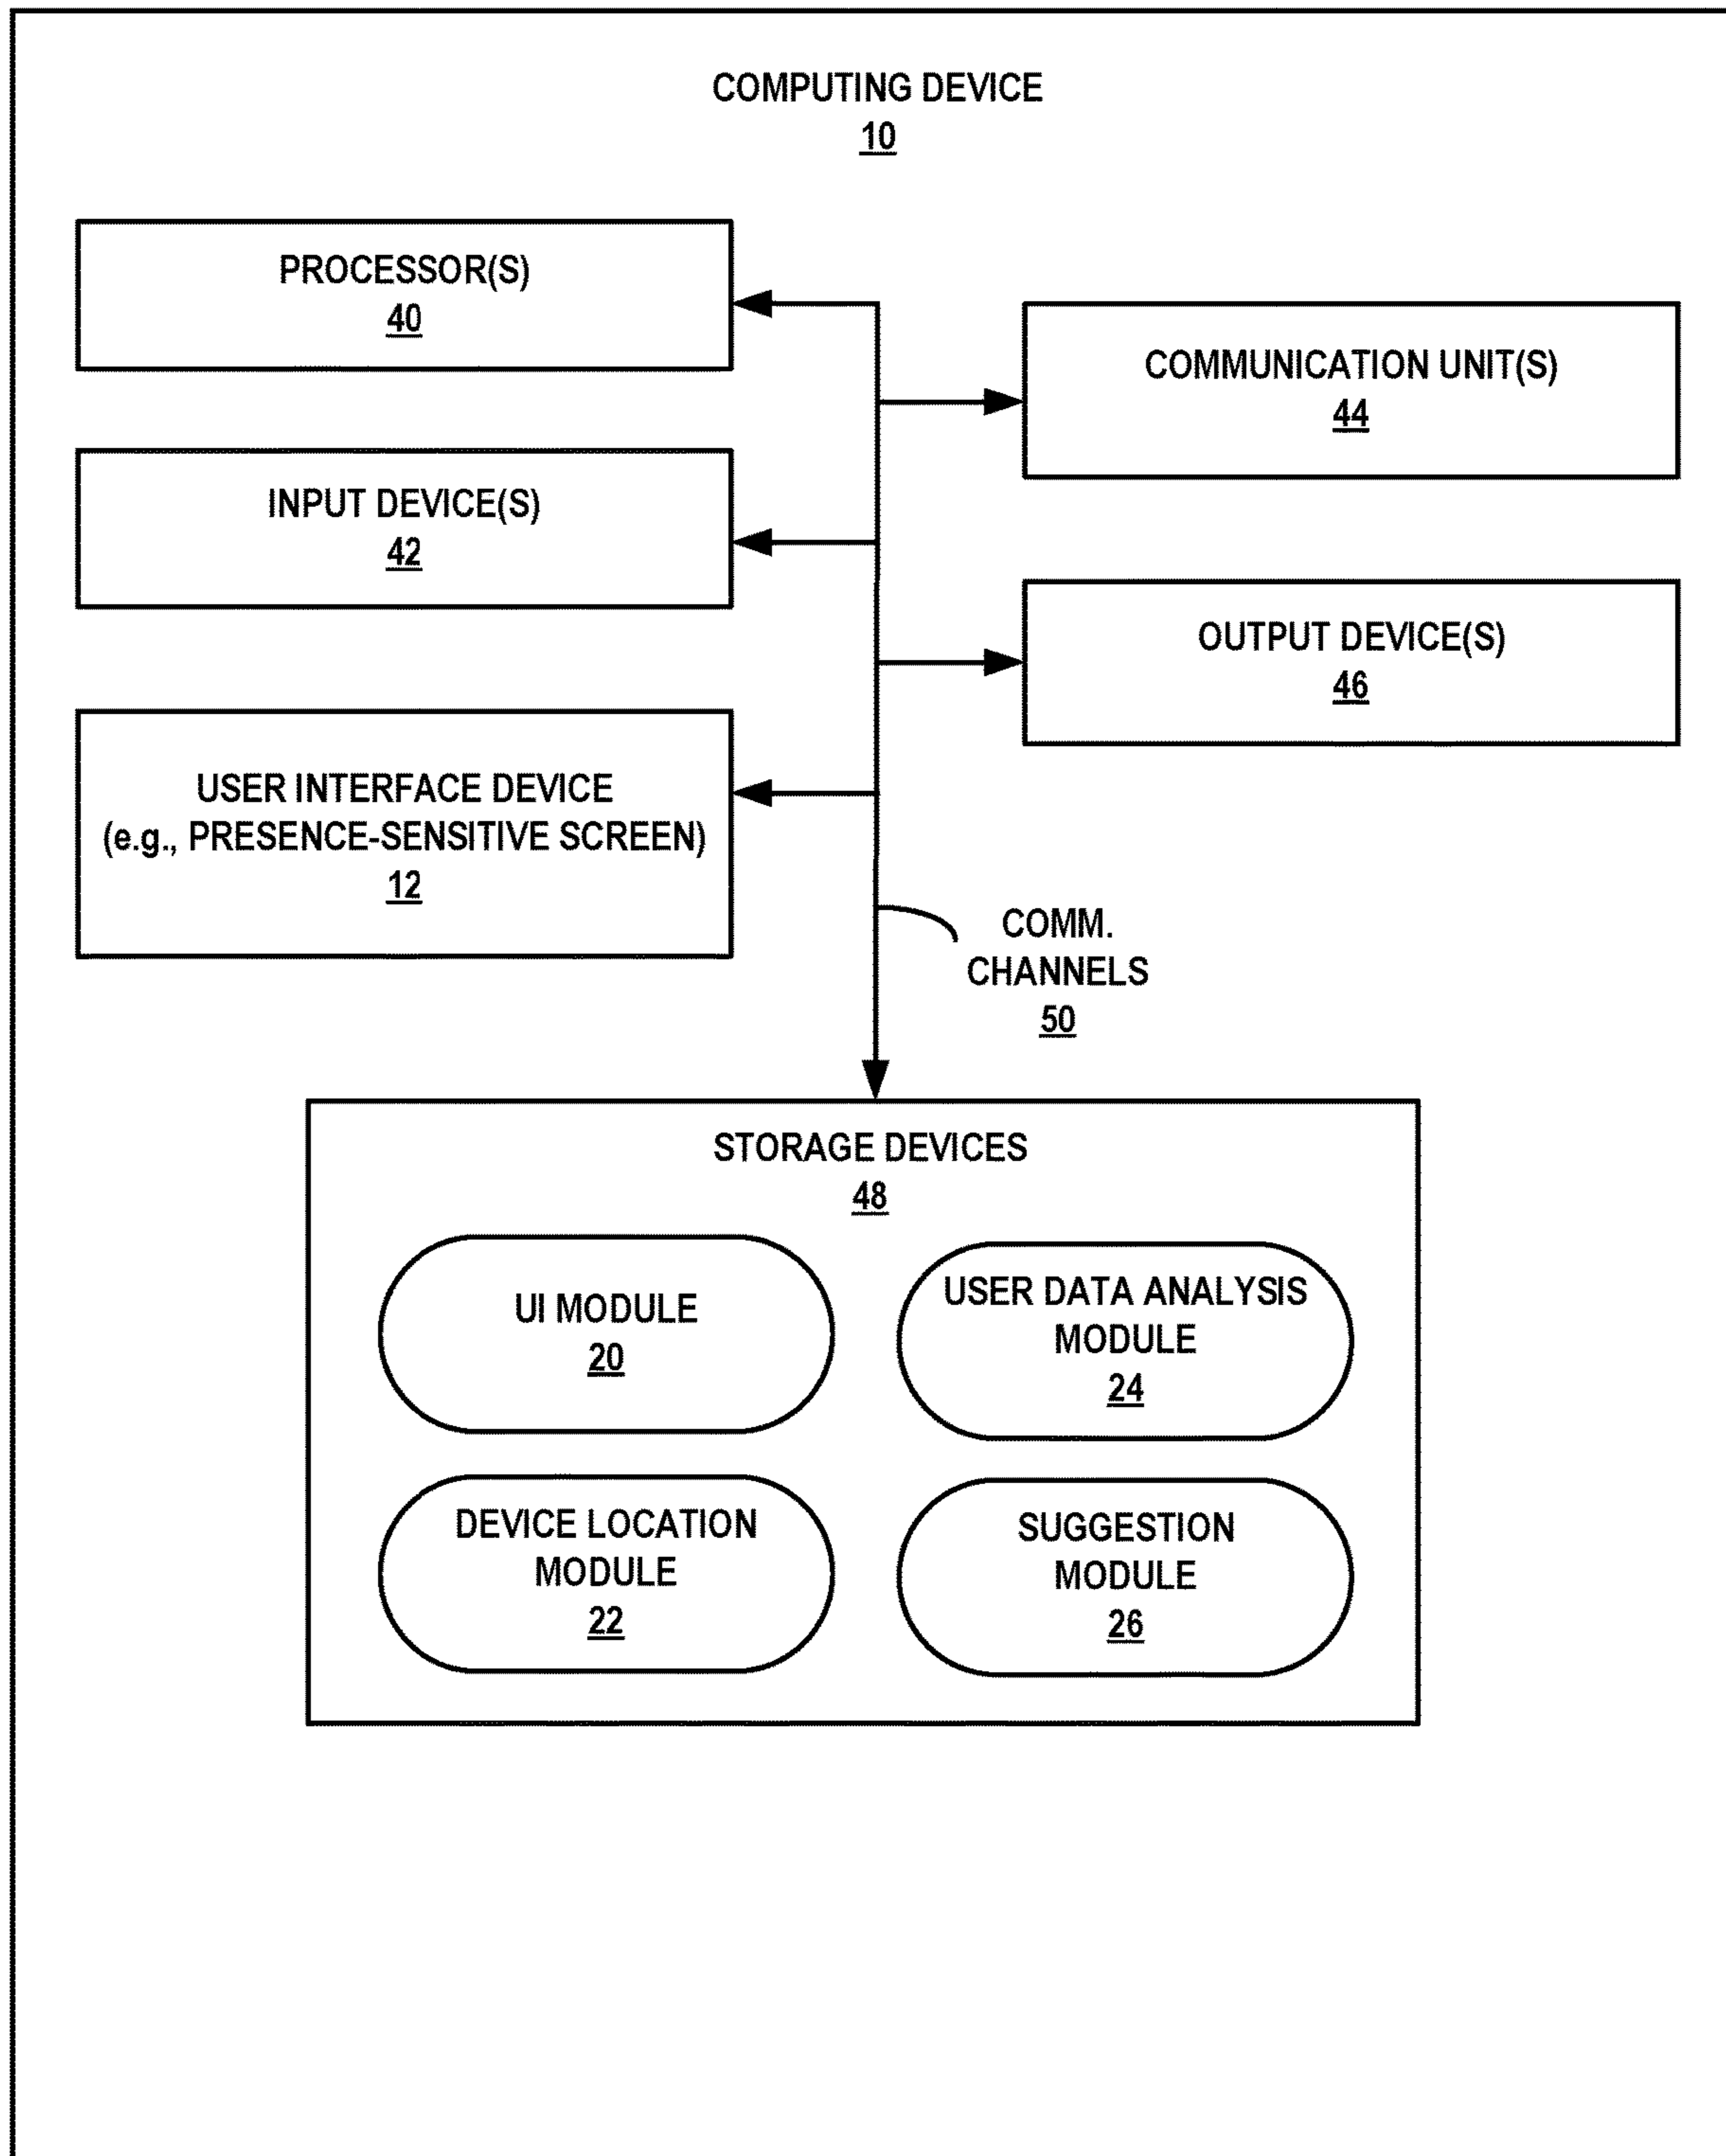 COMPUTING DEVICE
10
PROCESSOR(S)
40
COMMUNICATION UNIT(S)
44
INPUT DEVICE(S)
42
OUTPUT DEVICE(S)
46
USER INTERFACE DEVICE
(e.g., PRESENCE-SENSITIVE SCREEN)
12
COMM.
CHANNELS
50
STORAGE DEVICES
48
UI MODULE
20
USER DATA ANALYSIS
MODULE
24
DEVICE LOCATION
MODULE
22
SUGGESTION
MODULE
26